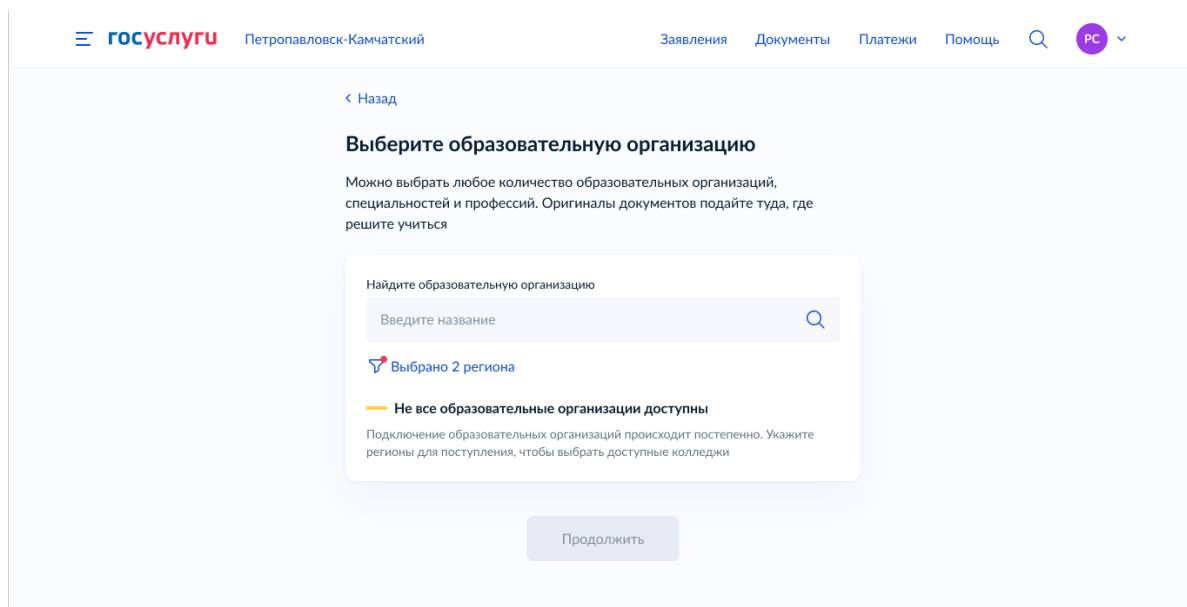 госуслуги Петропавловск-Камчатский Заявления Документы Платежи Помощь РС
Назад
Выберите образовательную организацию
Можно выбрать любое количество образовательных организаций,
специальностей и профессий. Оригиналы документов подайте туда, где
решите учиться
Найдите образовательную организацию
Введите название
Выбрано 2 региона
Не все образовательные организации доступны
Подключение образовательных организаций происходит постепенно. Укажите
регионы для поступления, чтобы выбрать доступные колледжи
Продолжить